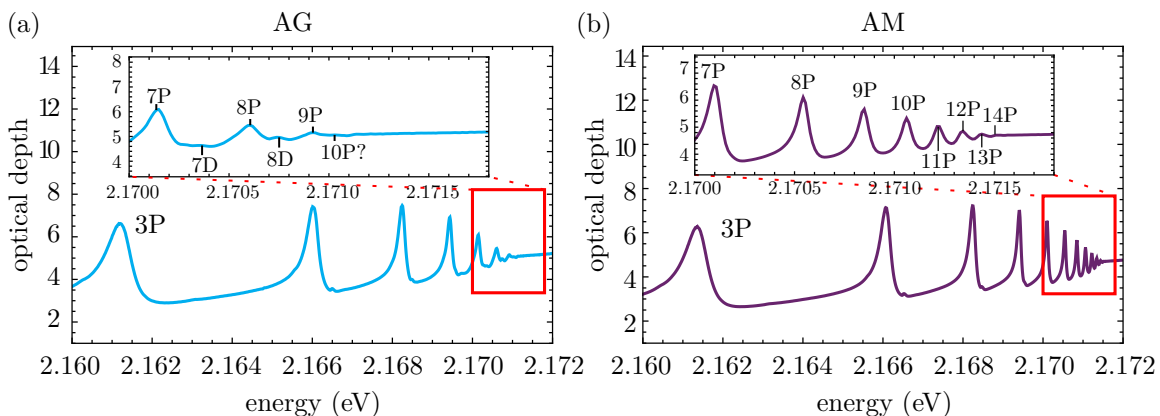 (a) AG
14
12
10
8
6
4
2
optical depth
8
7
6
5
4
7P
7D
8P
8D
9P
10P?
2.1700 2.1705 2.1710 2.1715
3P
2.160 2.162 2.164 2.166 2.168 2.170 2.172
energy (eV)
(b) AM
14
12
10
8
6
4
2
optical depth
7
6
5
4
7P
8P
9P
10P
11P
12P
13P
14P
2.1700 2.1705 2.1710 2.1715
3P
2.160 2.162 2.164 2.166 2.168 2.170 2.172
energy (eV)